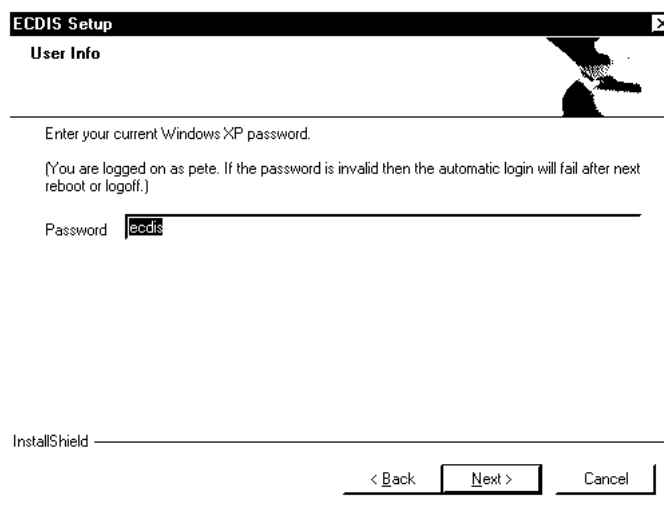 ECDIS Setup
User Info
Enter your current Windows XP password.
(You are logged on as pete. If the password is invalid then the automatic login will fail after next
reboot or logoff.)
Password ecdis
InstallShield
< Back Next > Cancel